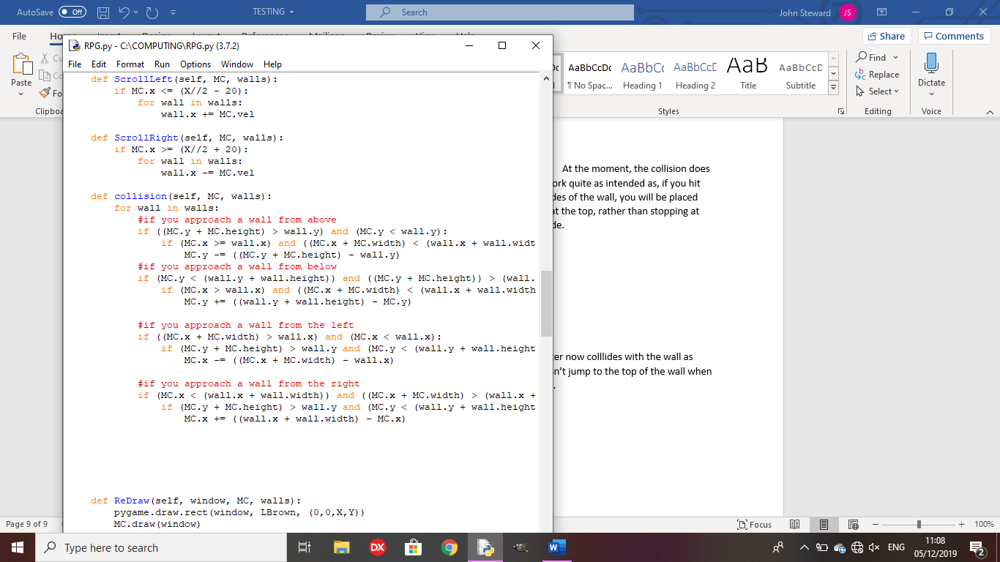 AutoSave Off TESTING Search John Steward JS
File Share Comments
RPG.py - C:\COMPUTING\RPG.py (3.7.2)
File Edit Format Run Options Window Help
Paste
AaBbCcDc AaBbC( AaBbCcE AaB AaBbCcD
¶ No Spac... Heading 1 Heading 2 Title Subtitle
Styles
Find
Replace
Select
Editing
Dictate
Voice
def ScrollLeft(self, MC, walls):
if MC.x <= (X//2 - 20):
for wall in walls:
wall.x += MC.vel
def ScrollRight(self, MC, walls):
if MC.x >= (X//2 + 20):
for wall in walls:
wall.x -= MC.vel
def collision(self, MC, walls):
for wall in walls:
#if you approach a wall from above
if ((MC.y + MC.height) > wall.y) and (MC.y < wall.y):
if (MC.x >= wall.x) and ((MC.x + MC.width) < (wall.x + wall.widt
MC.y -= ((MC.y + MC.height) - wall.y)
#if you approach a wall from below
if (MC.y < (wall.y + wall.height)) and ((MC.y + MC.height)) > (wall.
if (MC.x > wall.x) and ((MC.x + MC.width) < (wall.x + wall.width
MC.y += ((wall.y + wall.height) - MC.y)
#if you approach a wall from the left
if ((MC.x + MC.width) > wall.x) and (MC.x < wall.x):
if (MC.y + MC.height) > wall.y and (MC.y < (wall.y + wall.height
MC.x -= ((MC.x + MC.width) - wall.x)
#if you approach a wall from the right
if (MC.x < (wall.x + wall.width)) and ((MC.x + MC.width) > (wall.x +
if (MC.y + MC.height) > wall.y and (MC.y < (wall.y + wall.height
MC.x += ((wall.x + wall.width) - MC.x)
def ReDraw(self, window, MC, walls):
pygame.draw.rect(window, LBrown, (0,0,X,Y))
MC.draw(window)
At the moment, the collision does
ork quite as intended as, if you hit
des of the wall, you will be placed
at the top, rather than stopping at
de.
ter now colllides with the wall as
sn't jump to the top of the wall when
Page 9 of 9 Focus 100%
Type here to search DX ENG 11:08
05/12/2019 2